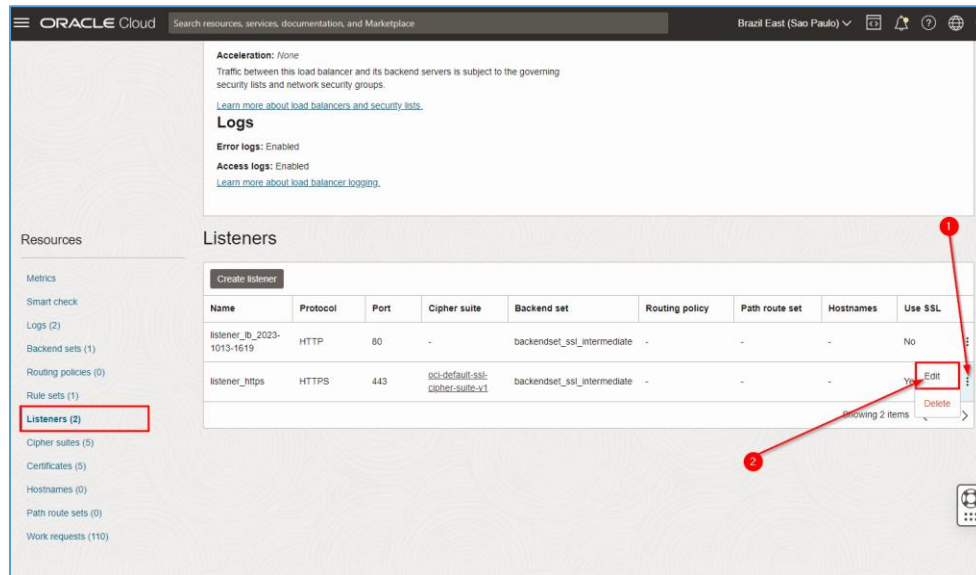 ORACLE Cloud
Search resources, services, documentation, and Marketplace
Brazil East (Sao Paulo)
Acceleration: None
Traffic between this load balancer and its backend servers is subject to the governing
security lists and network security groups.
Learn more about load balancers and security lists.
Logs
Error logs: Enabled
Access logs: Enabled
Learn more about load balancer logging.
Resources
Metrics
Smart check
Logs (2)
Backend sets (1)
Routing policies (0)
Rule sets (1)
Listeners (2)
Cipher suites (5)
Certificates (5)
Hostnames (0)
Path route sets (0)
Work requests (110)
Listeners
1
Create listener
Name Protocol Port Cipher suite Backend set Routing policy Path route set Hostnames Use SSL
listener_lb_2023-
1013-1619 HTTP 80 - backendset_ssl_intermediate - - - No
listener_https HTTPS 443 oci-default-ssl-
cipher-suite-v1 backendset_ssl_intermediate - - -
Edit
Delete
Showing 2 items
2